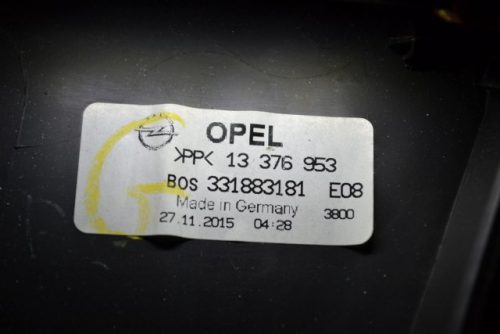 OPEL
>PP< 13 376 953
BOS 331883181 E08
Made in Germany 3800
27.11.2015 04:28